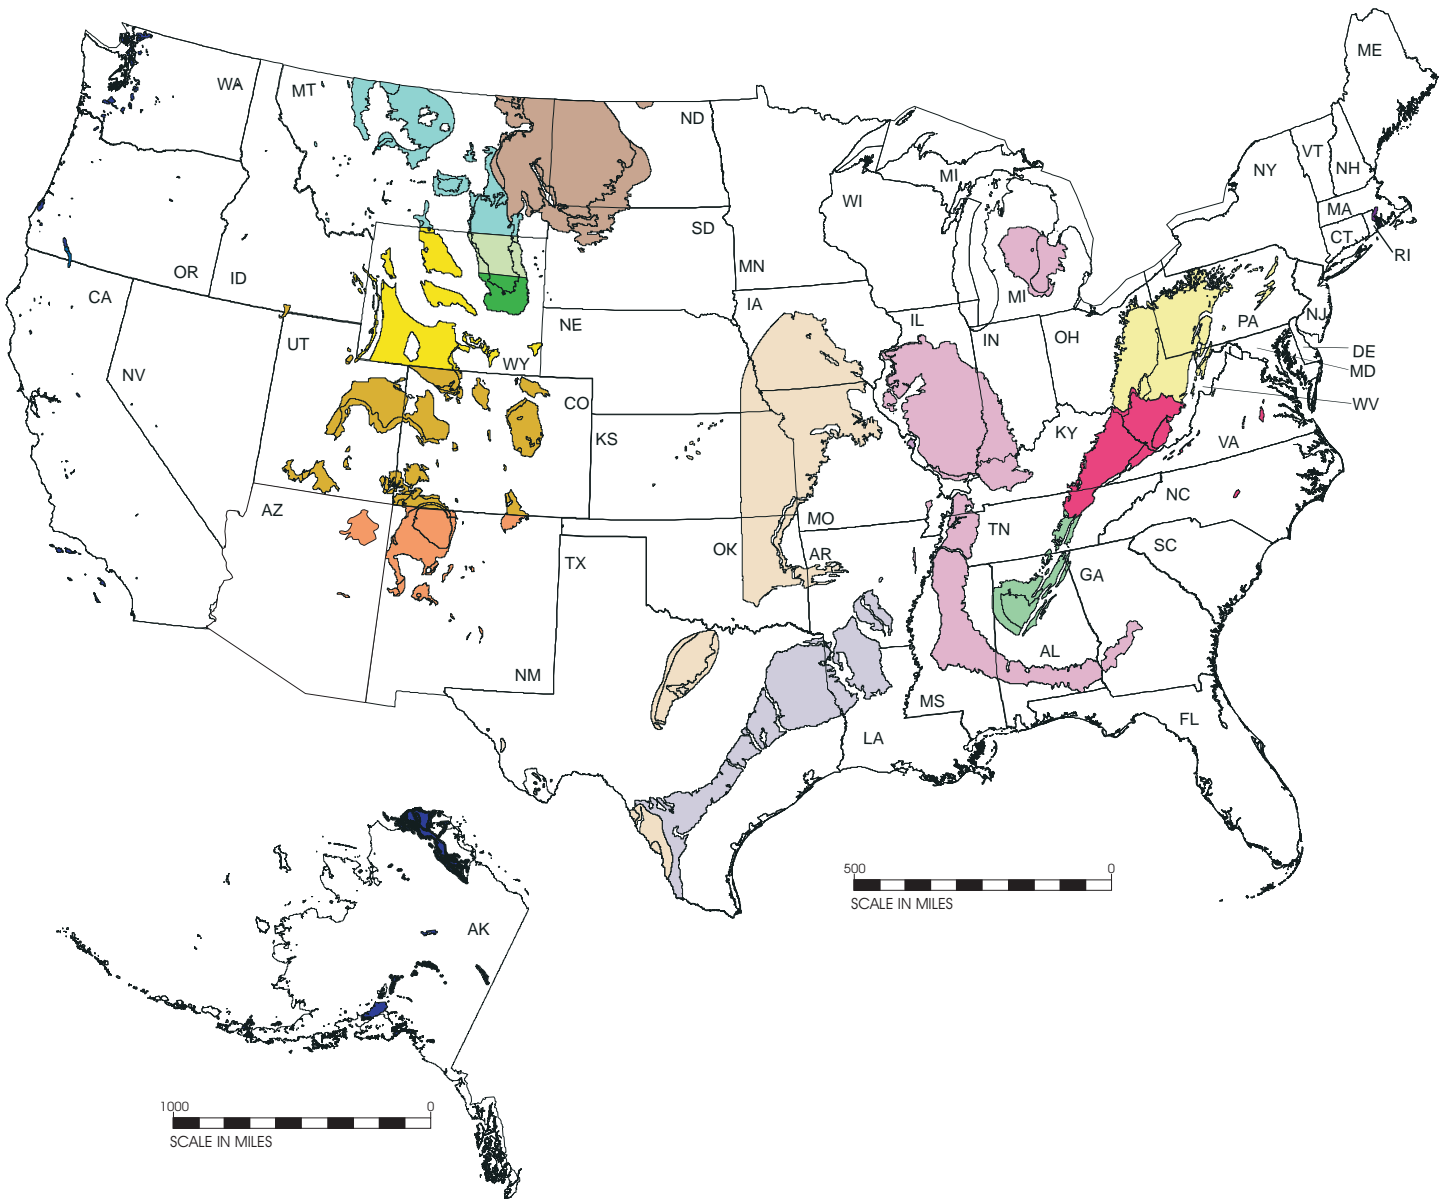 ME
WA
MT
ND
VT
NH
NY
MI
WI
MA
CT
RI
SD
MN
OR
ID
CA
MI
IA
IL
IN
OH
PA
NJ
NE
UT
WY
DE
MD
NV
CO
WV
KS
KY
VA
AZ
MO
TN
NC
OK
AR
SC
TX
GA
AL
NM
MS
FL
LA
500 0
SCALE IN MILES
AK
1000 0
SCALE IN MILES